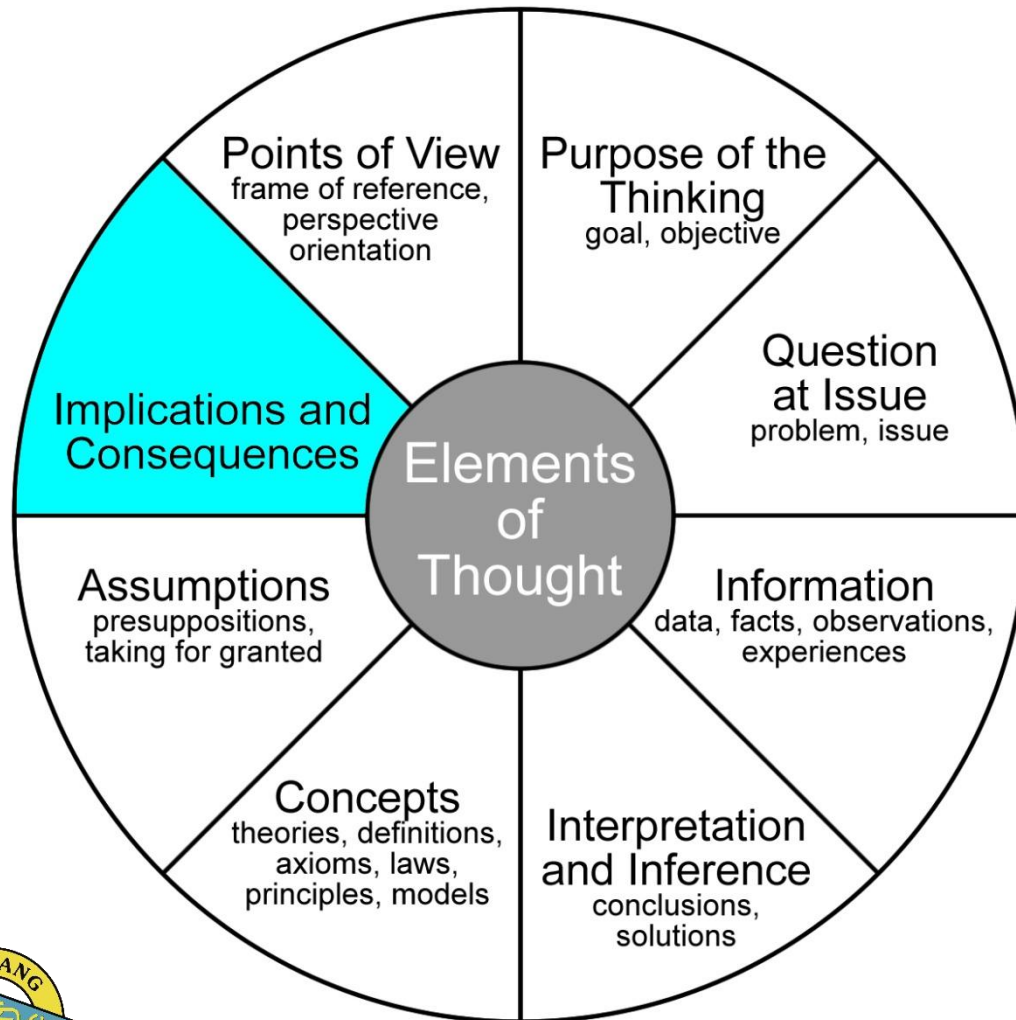 Points of View
frame of reference,
perspective
orientation
Purpose of the
Thinking
goal, objective
Question
at Issue
problem, issue
Information
data, facts, observations,
experiences
Interpretation
and Inference
conclusions,
solutions
Concepts
theories, definitions,
axioms, laws,
principles, models
Assumptions
presuppositions,
taking for granted
Implications and
Consequences
Elements
of
Thought